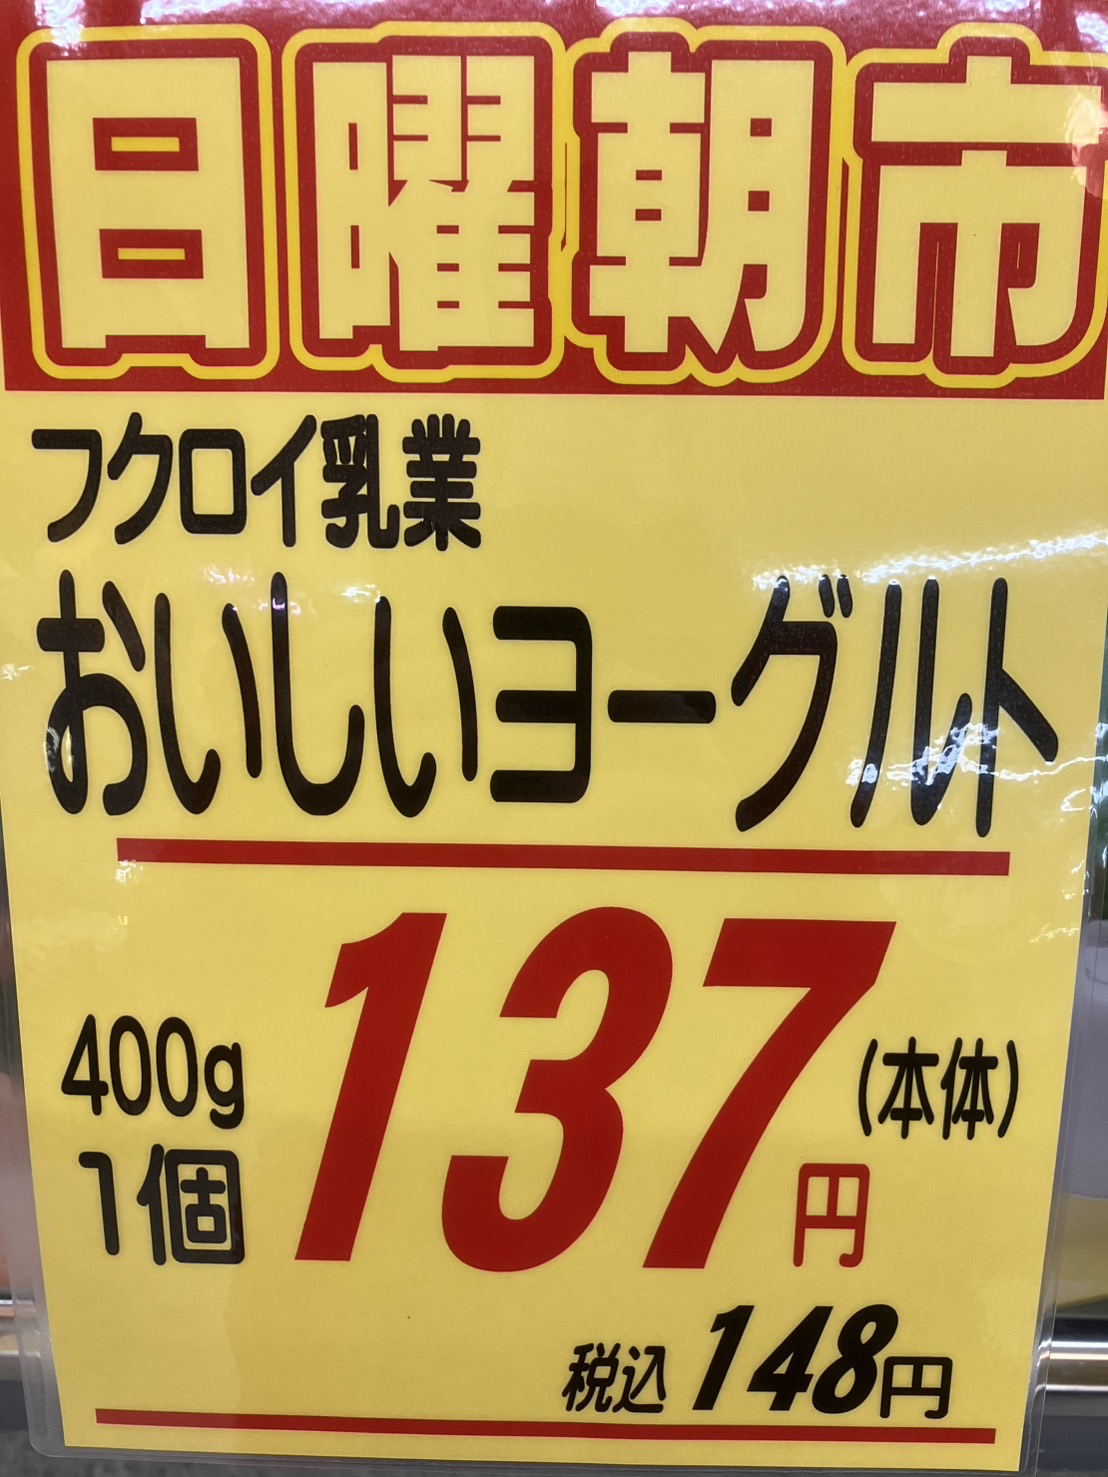 日曜朝市
フクロイ乳業
おいしいヨーグルト
400g
1個
137円
(本体)
税込148円